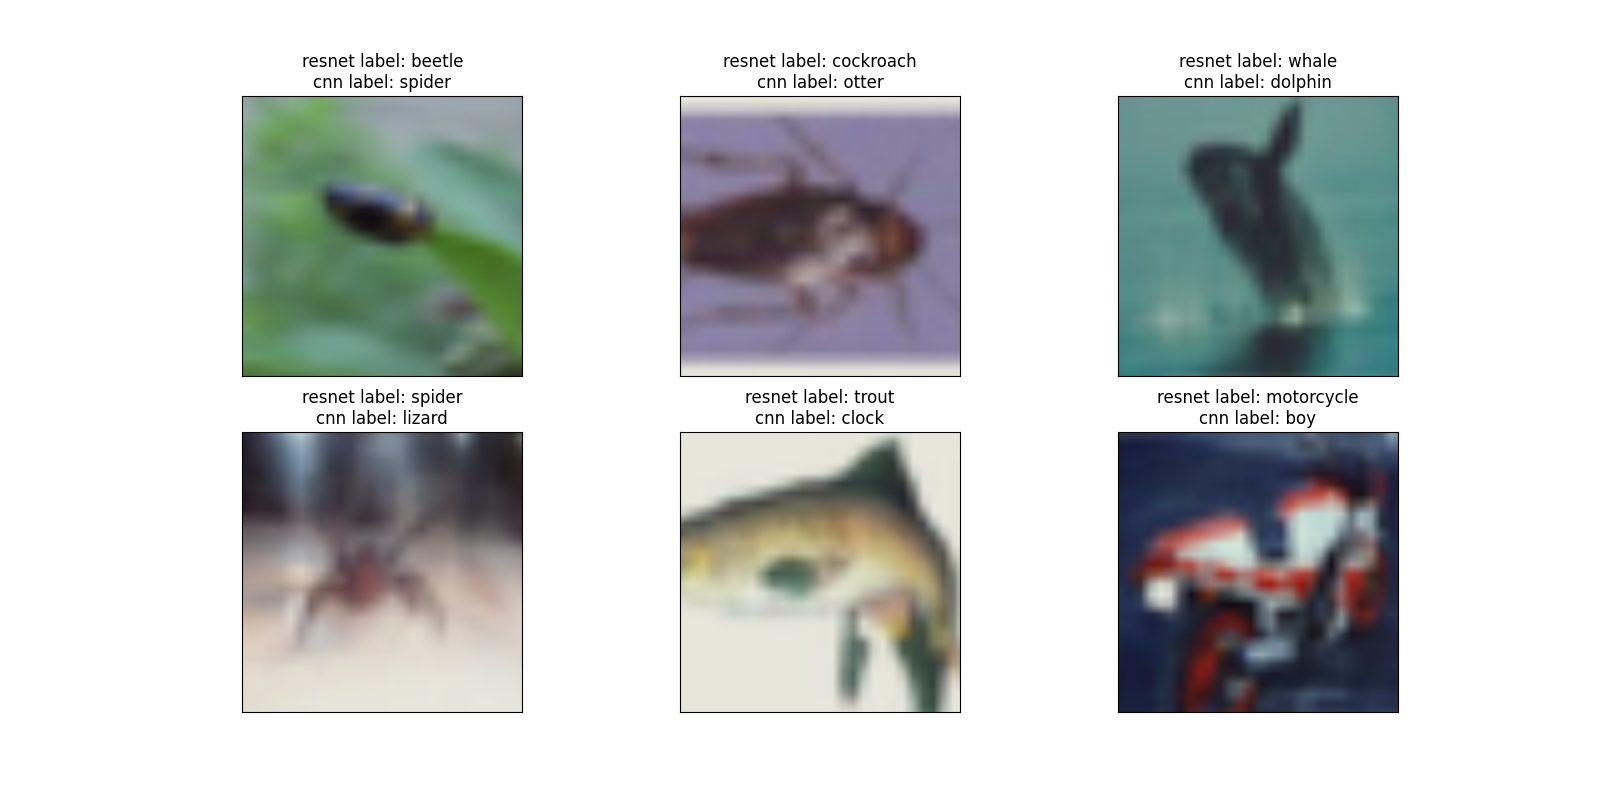 resnet label: beetle
cnn label: spider
resnet label: cockroach
cnn label: otter
resnet label: whale
cnn label: dolphin
resnet label: spider
cnn label: lizard
resnet label: trout
cnn label: clock
resnet label: motorcycle
cnn label: boy